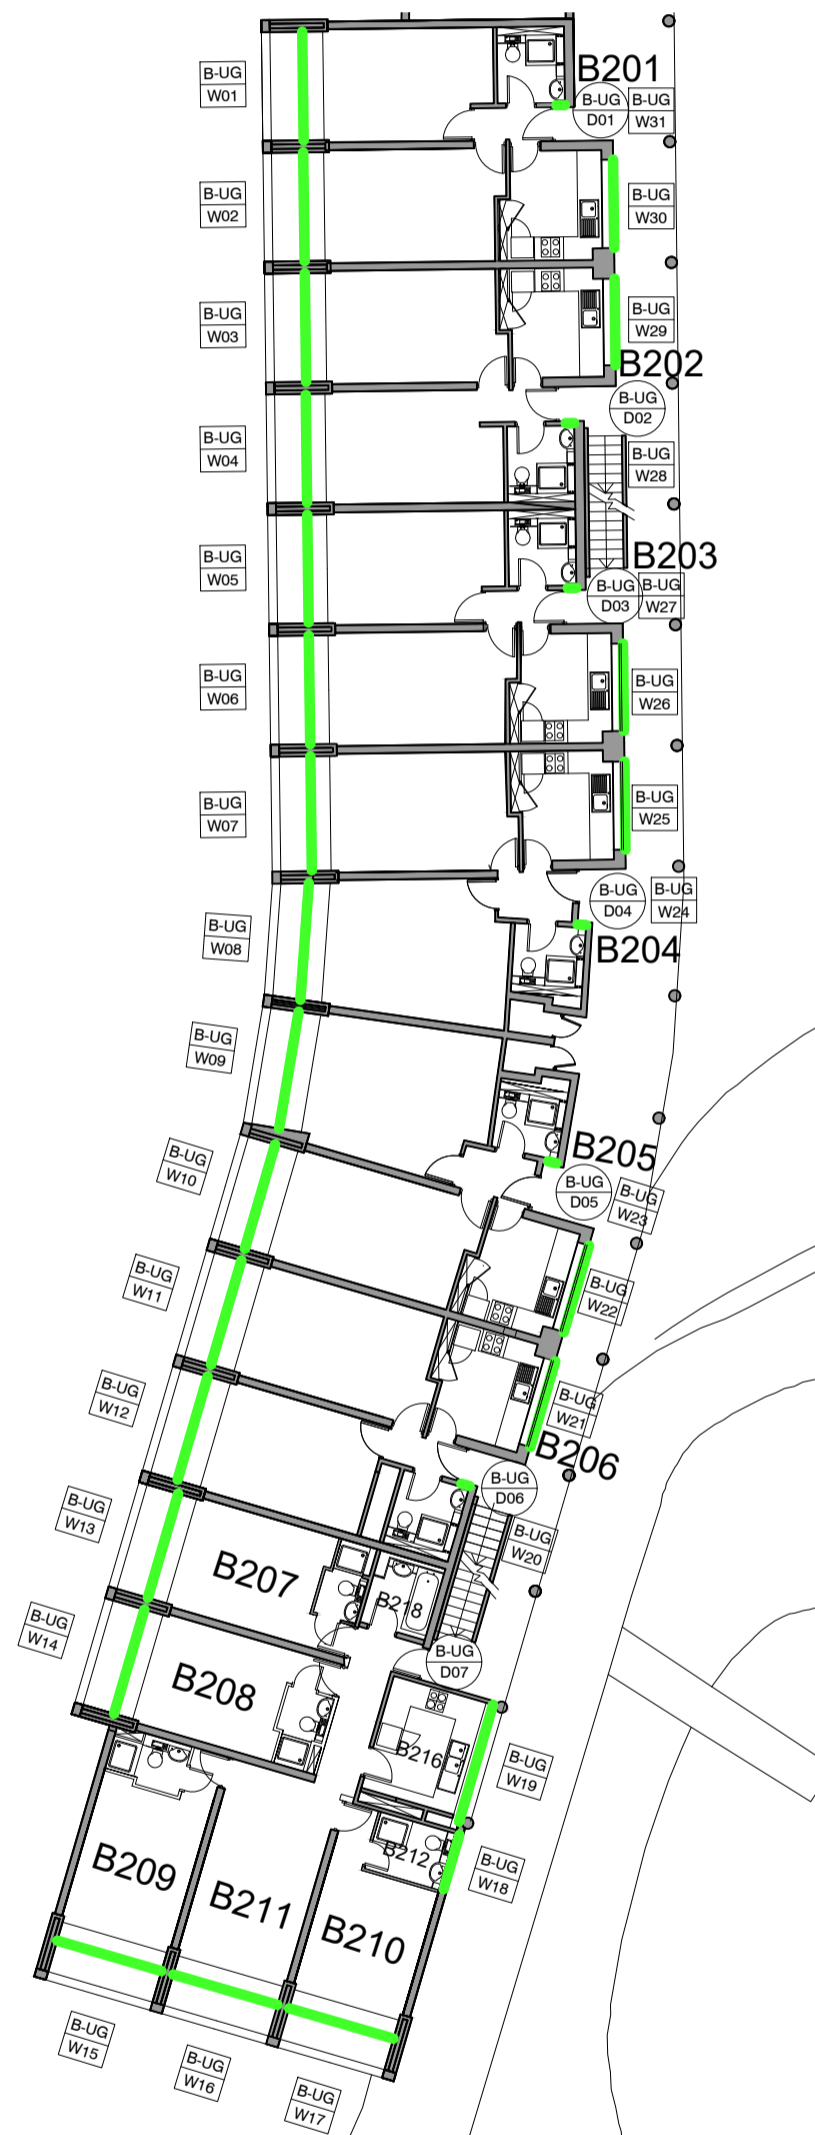 B201
B-UG
W01
B-UG
D01
B-UG
W31
B-UG
W02
B-UG
W30
B-UG
W03
B-UG
W29
B202
B-UG
D02
B-UG
W04
B-UG
W28
B203
B-UG
W05
B-UG
D03
B-UG
W27
B-UG
W06
B-UG
W26
B-UG
W07
B-UG
W25
B-UG
D04
B-UG
W24
B-UG
W08
B204
B-UG
W09
B205
B-UG
W10
B-UG
D05
B-UG
W23
B-UG
W11
B-UG
W22
B-UG
W12
B-UG
W21
B206
B-UG
W13
B-UG
D06
B-UG
W20
B207
B218
B-UG
W14
B-UG
D07
B208
B216
B-UG
W19
B212
B209
B-UG
W18
B211
B210
B-UG
W15
B-UG
W16
B-UG
W17